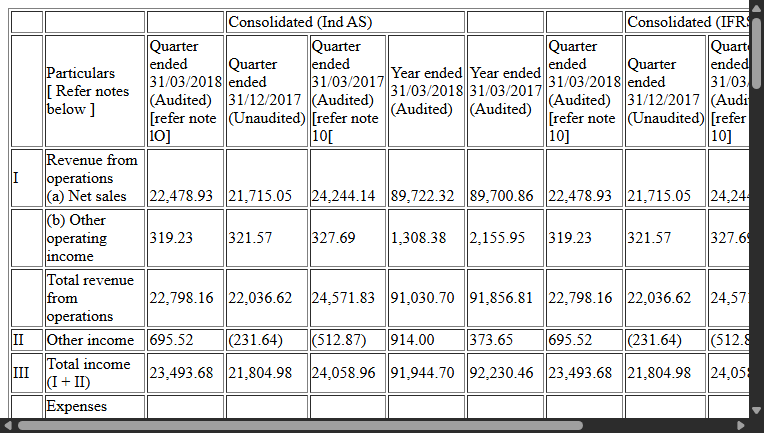 Consolidated (Ind AS) Consolidated (IFRS
Particulars [ Refer notes below ] Quarter ended 31/03/2018 (Audited) [refer note lO] Quarter ended 31/12/2017 (Unaudited) Quarter ended 31/03/2017 (Audited) [refer note 10[ Year ended 31/03/2018 (Audited) Year ended 31/03/2017 (Audited) Quarter ended 31/03/2018 (Audited) [refer note 10] Quarter ended 31/12/2017 (Unaudited) Quart ended 31/03/ (Audi [refer 10]
I Revenue from operations (a) Net sales 22,478.93 21,715.05 24,244.14 89,722.32 89,700.86 22,478.93 21,715.05 24,244
(b) Other operating income 319.23 321.57 327.69 1,308.38 2,155.95 319.23 321.57 327.69
Total revenue from operations 22,798.16 22,036.62 24,571.83 91,030.70 91,856.81 22,798.16 22,036.62 24,571
II Other income 695.52 (231.64) (512.87) 914.00 373.65 695.52 (231.64) (512.8
III Total income (I + II) 23,493.68 21,804.98 24,058.96 91,944.70 92,230.46 23,493.68 21,804.98 24,058
Expenses